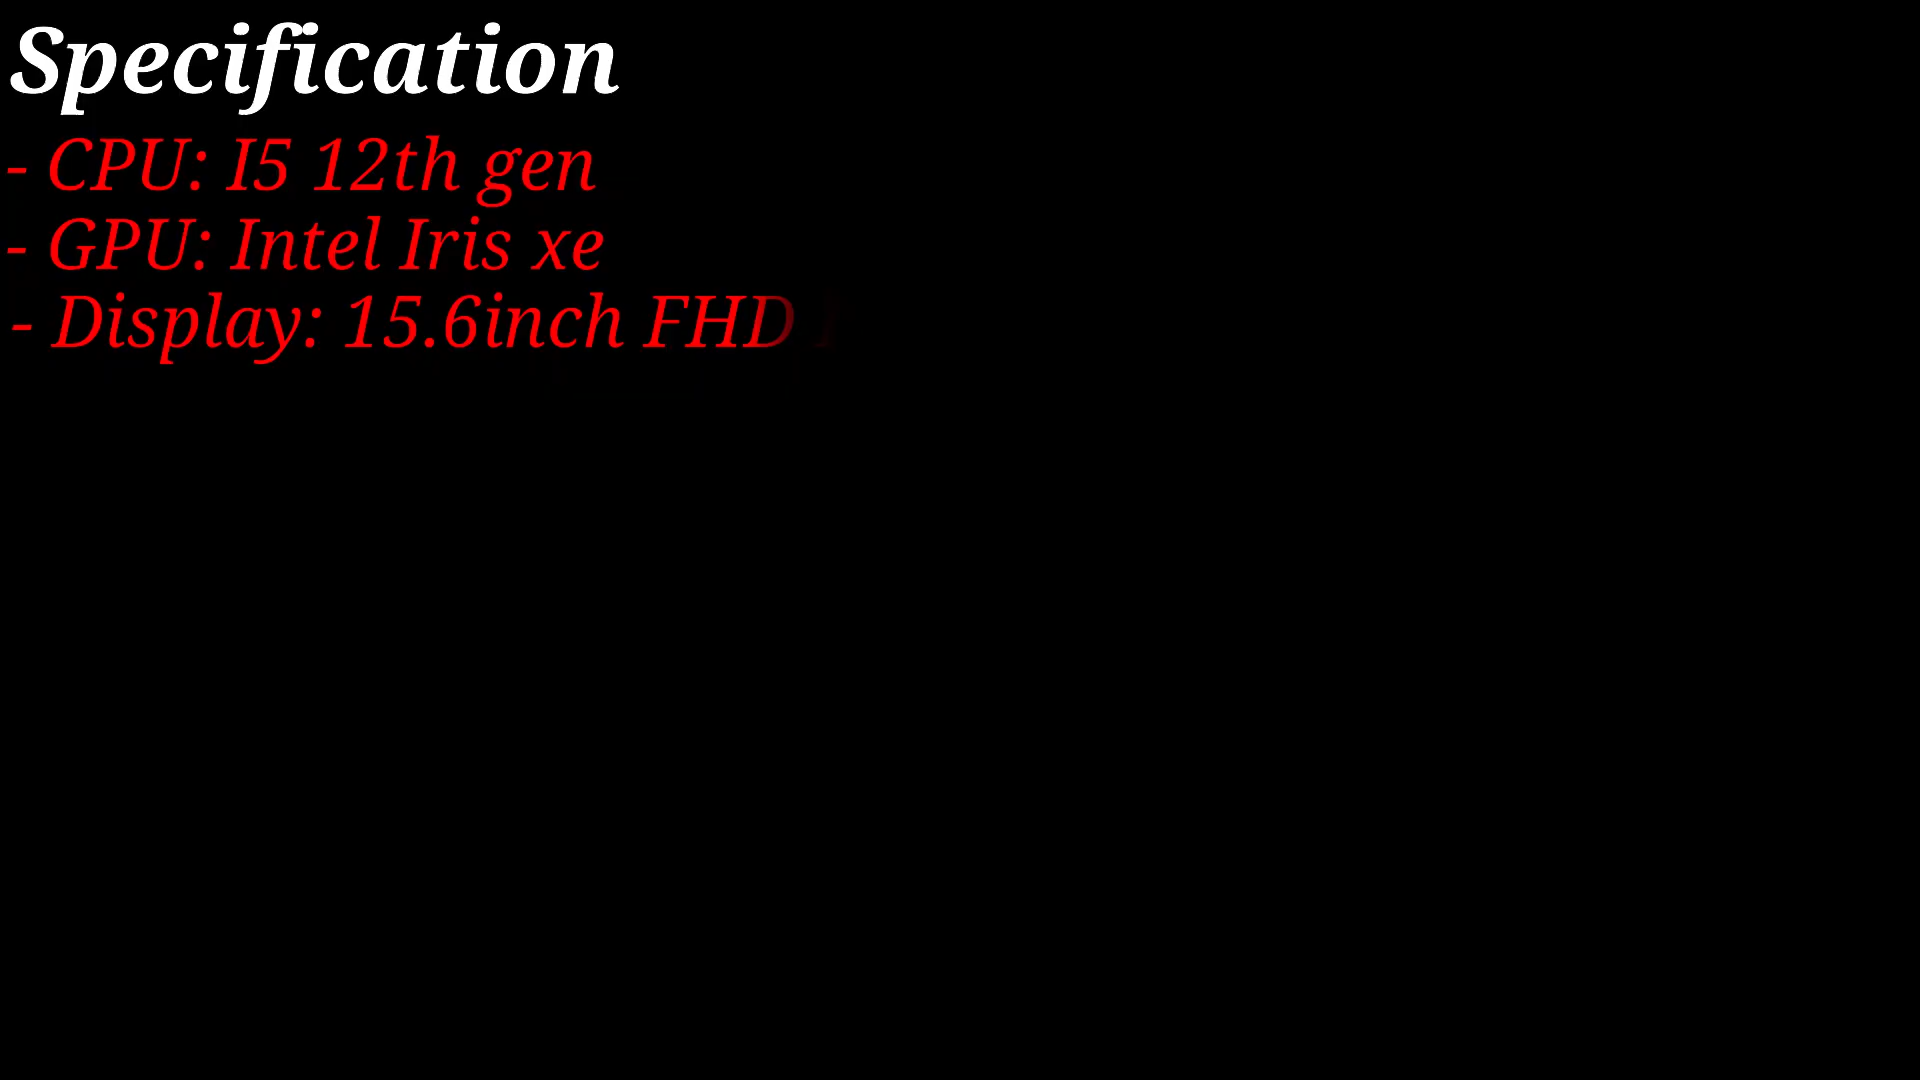 Specification
- CPU: I5 12th gen
- GPU: Intel Iris xe
- Display: 15.6inch FHD